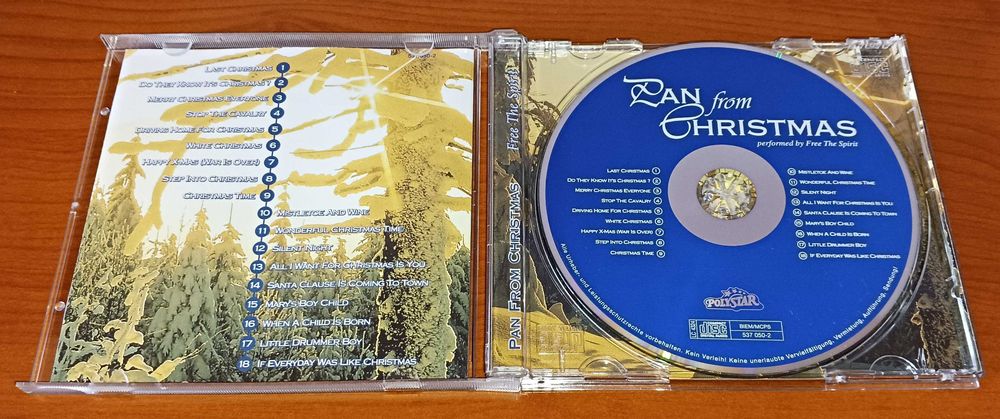 537 050-2
LAST CHRISTMAS 1
DO THEY KNOW IT'S CHRISTMAS ? 2
MERRY CHRISTMAS EVERYONE 3
STOP THE CAVALRY 4
DRIVING HOME FOR CHRISTMAS 5
WHITE CHRISTMAS 6
HAPPY X-MAS (WAR IS OVER) 7
STEP INTO CHRISTMAS 8
CHRISTMAS TIME 9
10 MISTLETOE AND WINE
11 WONDERFUL CHRISTMAS TIME
12 SILENT NIGHT
13 ALL I WANT FOR CHRISTMAS IS YOU
14 SANTA CLAUSE IS COMING TO TOWN
15 MARY'S BOY CHILD
16 WHEN A CHILD IS BORN
17 LITTLE DRUMMER BOY
18 IF EVERYDAY WAS LIKE CHRISTMAS
PAN FROM CHRISTMAS Free The Spirit
PAN from
CHRISTMAS
performed by Free The Spirit
LAST CHRISTMAS 1
DO THEY KNOW IT'S CHRISTMAS ? 2
MERRY CHRISTMAS EVERYONE 3
STOP THE CAVALRY 4
DRIVING HOME FOR CHRISTMAS 5
WHITE CHRISTMAS 6
HAPPY X-MAS (WAR IS OVER) 7
STEP INTO CHRISTMAS 8
CHRISTMAS TIME 9
10 MISTLETOE AND WINE
11 WONDERFUL CHRISTMAS TIME
12 SILENT NIGHT
13 ALL I WANT FOR CHRISTMAS IS YOU
14 SANTA CLAUSE IS COMING TO TOWN
15 MARY'S BOY CHILD
16 WHEN A CHILD IS BORN
17 LITTLE DRUMMER BOY
18 IF EVERYDAY WAS LIKE CHRISTMAS
POLYSTAR
COMPACT
disc
DIGITAL AUDIO
BIEM/MCPS
537 050-2
Alle Urheber- und Leistungsschutzrechte vorbehalten. Kein Verleih! Keine unerlaubte Vervielfältigung, Vermietung, Aufführung, Sendung!